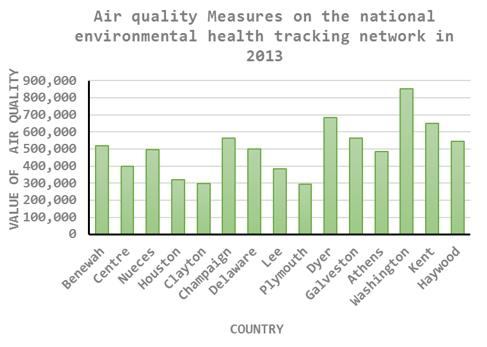 Air quality Measures on the national
environmental health tracking network in
2013
VALUE OF AIR QUALITY
900,000
800,000
700,000
600,000
500,000
400,000
300,000
200,000
100,000
0
Benewah
Centre
Nueces
Houston
Clayton
Champaign
Delaware
Lee
Plymouth
Dyer
Galveston
Athens
Washington
Kent
Haywood
COUNTRY